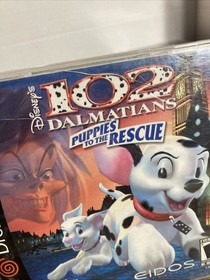 Disney's
102
DALMATIANS
PUPPIES
TO THE RESCUE
EIDOS